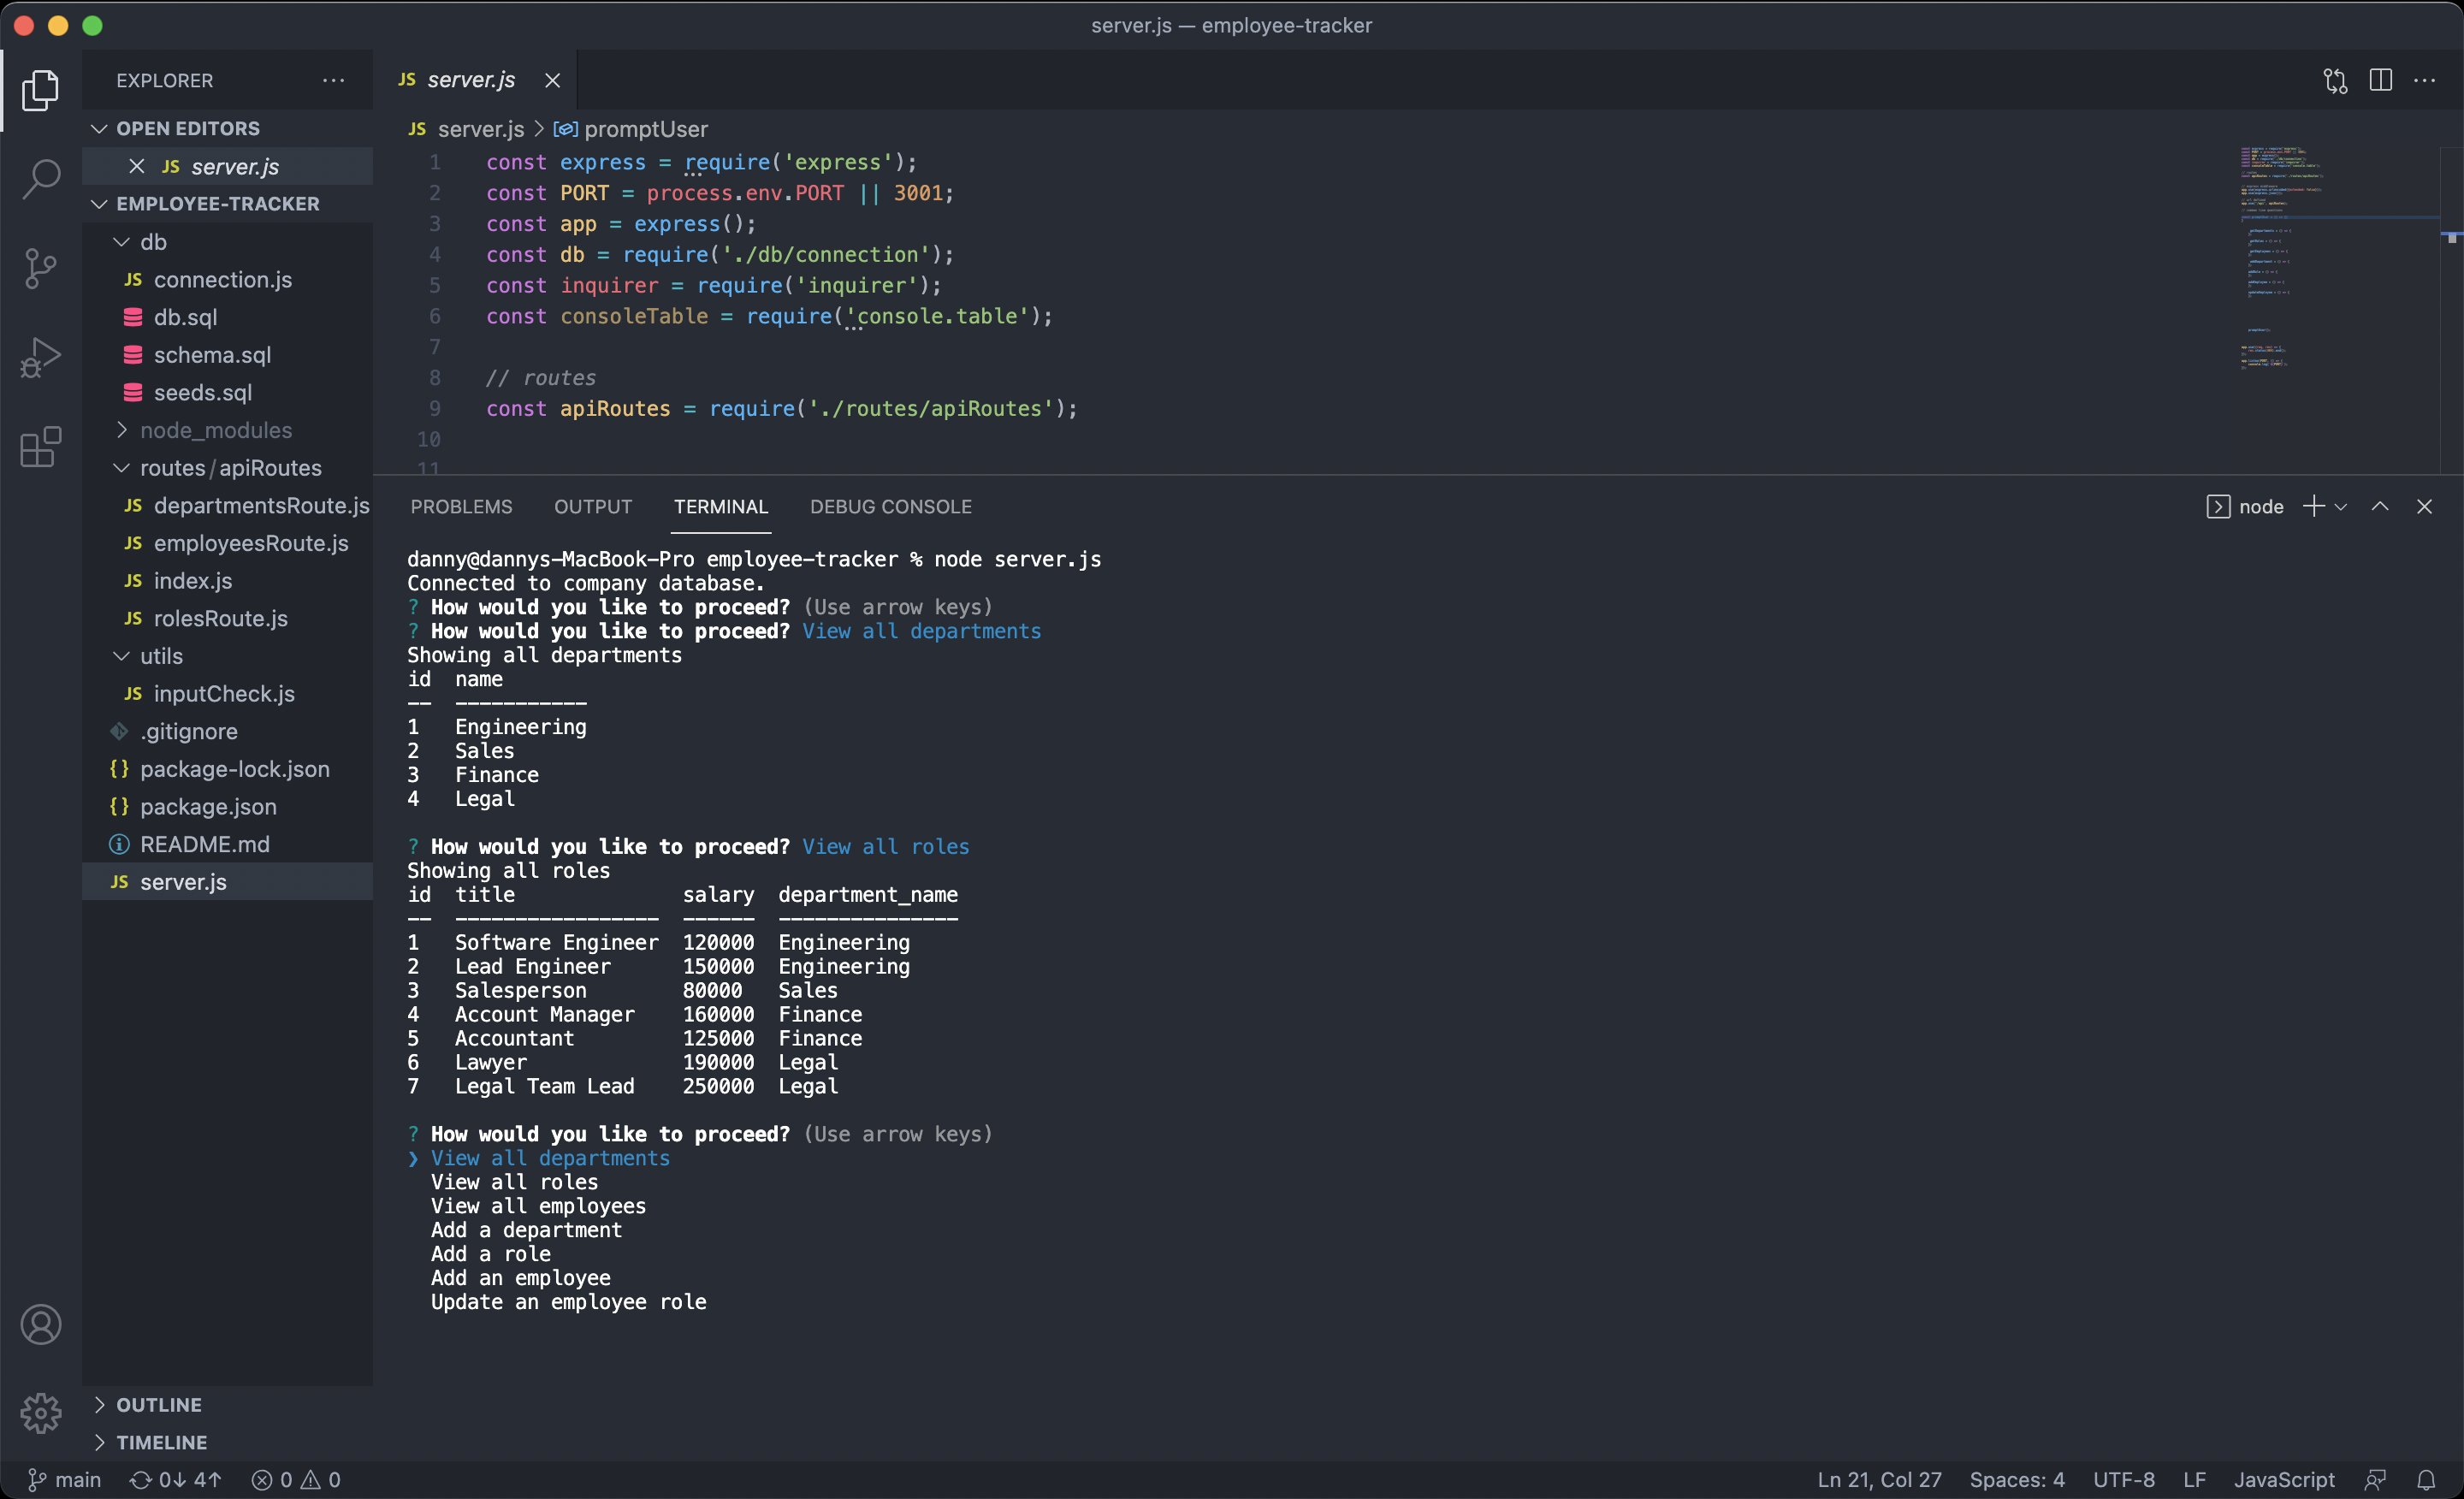 server.js — employee-tracker
EXPLORER
OPEN EDITORS
JS server.js
EMPLOYEE-TRACKER
db
JS connection.js
db.sql
schema.sql
seeds.sql
node_modules
routes/apiRoutes
JS departmentsRoute.js
JS employeesRoute.js
JS index.js
JS rolesRoute.js
utils
JS inputCheck.js
.gitignore
{} package-lock.json
{} package.json
README.md
JS server.js
OUTLINE
TIMELINE
JS server.js
JS server.js > promptUser
1 const express = require('express');
2 const PORT = process.env.PORT || 3001;
3 const app = express();
4 const db = require('./db/connection');
5 const inquirer = require('inquirer');
6 const consoleTable = require('console.table');
7
8 // routes
9 const apiRoutes = require('./routes/apiRoutes');
10
11
PROBLEMS OUTPUT TERMINAL DEBUG CONSOLE
node
danny@dannys-MacBook-Pro employee-tracker % node server.js
Connected to company database.
? How would you like to proceed? (Use arrow keys)
? How would you like to proceed? View all departments
Showing all departments
id name
-- -----------
1 Engineering
2 Sales
3 Finance
4 Legal
? How would you like to proceed? View all roles
Showing all roles
id title salary department_name
-- ----------------- ------ ---------------
1 Software Engineer 120000 Engineering
2 Lead Engineer 150000 Engineering
3 Salesperson 80000 Sales
4 Account Manager 160000 Finance
5 Accountant 125000 Finance
6 Lawyer 190000 Legal
7 Legal Team Lead 250000 Legal
? How would you like to proceed? (Use arrow keys)
❯ View all departments
View all roles
View all employees
Add a department
Add a role
Add an employee
Update an employee role
main 0↓ 4↑ 0 0
Ln 21, Col 27 Spaces: 4 UTF-8 LF JavaScript